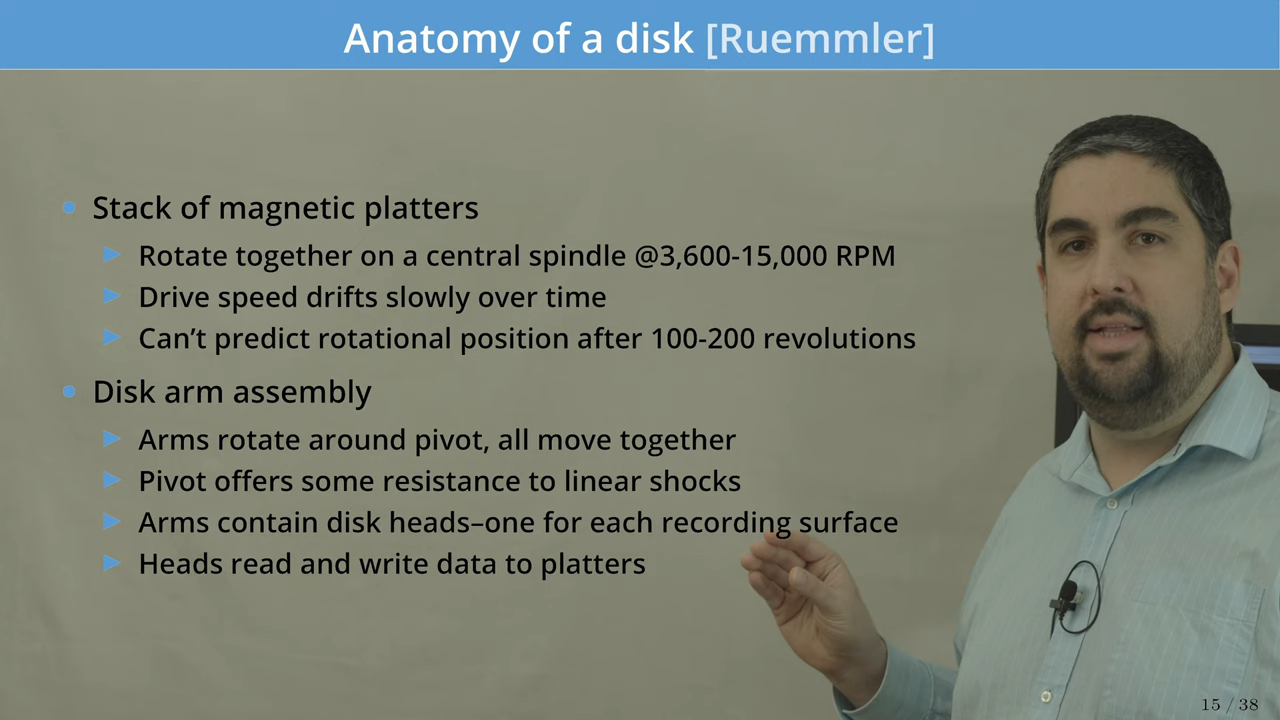 Anatomy of a disk [Ruemmler]
• Stack of magnetic platters
▶ Rotate together on a central spindle @3,600-15,000 RPM
▶ Drive speed drifts slowly over time
▶ Can’t predict rotational position after 100-200 revolutions
• Disk arm assembly
▶ Arms rotate around pivot, all move together
▶ Pivot offers some resistance to linear shocks
▶ Arms contain disk heads–one for each recording surface
▶ Heads read and write data to platters
15 / 38